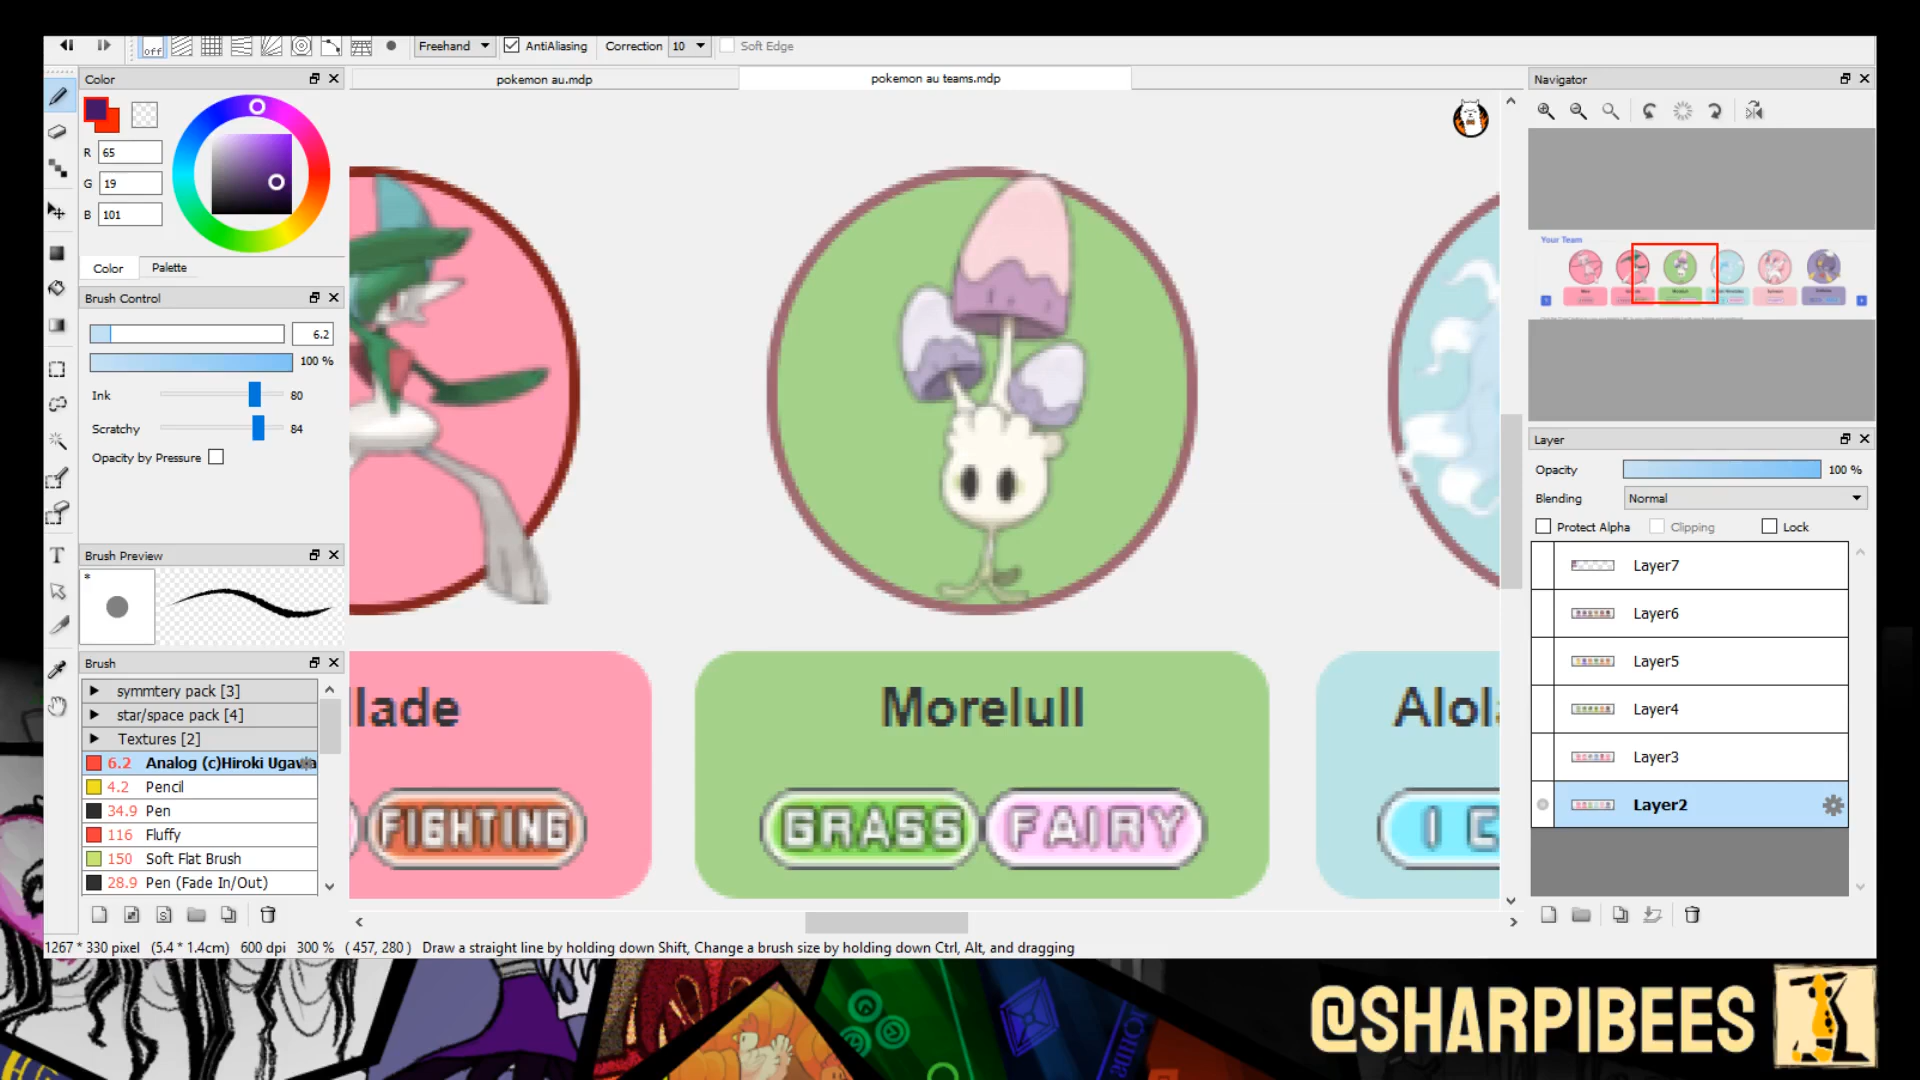 off
Freehand
AntiAliasing
Correction 10
Soft Edge
Color
pokemon au.mdp
pokemon au teams.mdp
Navigator
R 65
G 19
B 101
Color
Palette
Your Team
Brush Control
6.2
100 %
Ink 80
Scratchy 84
Opacity by Pressure
Layer
Opacity 100 %
Blending Normal
Protect Alpha
Clipping
Lock
Brush Preview
*
Layer7
Layer6
Layer5
Layer4
Layer3
Layer2
Brush
symmtery pack [3]
star/space pack [4]
Textures [2]
6.2 Analog (c)Hiroki Ugawa
4.2 Pencil
34.9 Pen
116 Fluffy
150 Soft Flat Brush
28.9 Pen (Fade In/Out)
llade
FIGHTING
Morelull
GRASS FAIRY
Alol
I C
1267 * 330 pixel (5.4 * 1.4cm) 600 dpi 300 % ( 457, 280 ) Draw a straight line by holding down Shift, Change a brush size by holding down Ctrl, Alt, and dragging
@SHARPIBEES